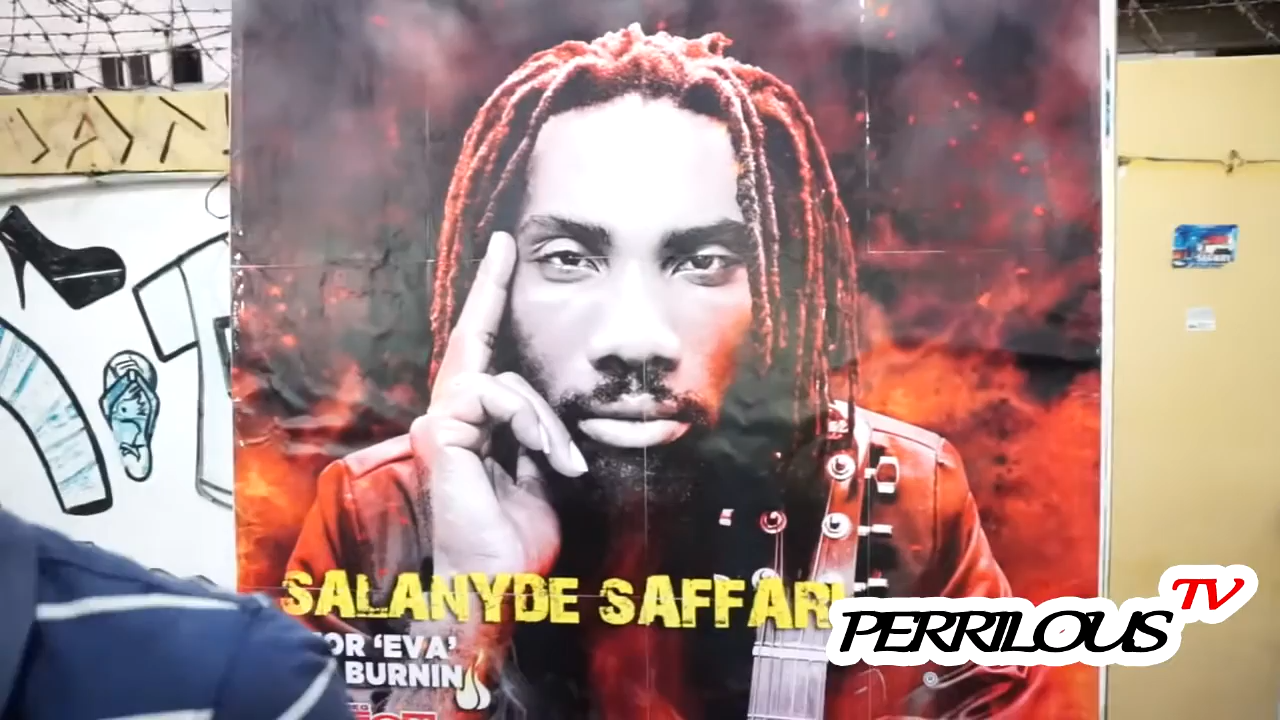 SALANYDE SAFFARI
FOR 'EVA'
BURNIN
TV
PERRILOUS